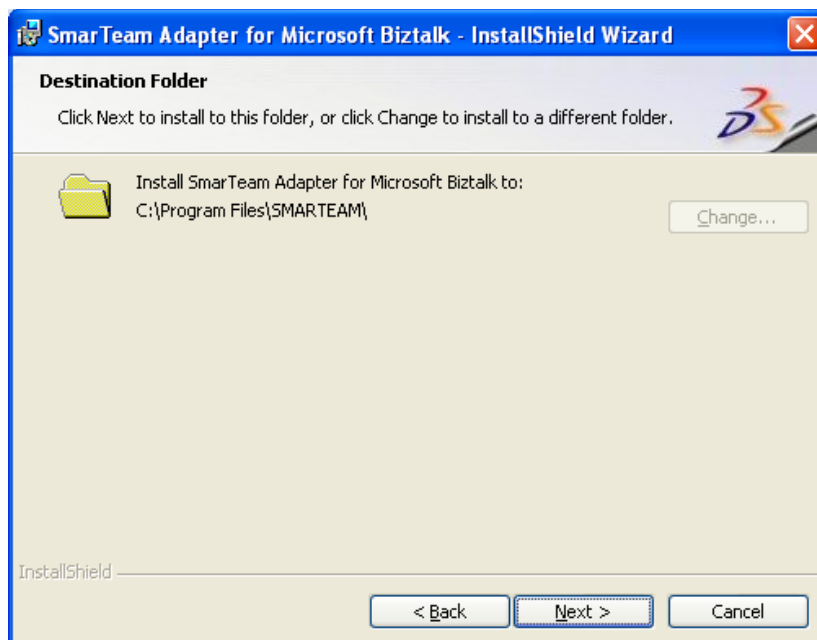 SmarTeam Adapter for Microsoft Biztalk - InstallShield Wizard
Destination Folder
Click Next to install to this folder, or click Change to install to a different folder.
DS
Install SmarTeam Adapter for Microsoft Biztalk to:
C:\Program Files\SMARTEAM\
Change...
InstallShield
< Back
Next >
Cancel